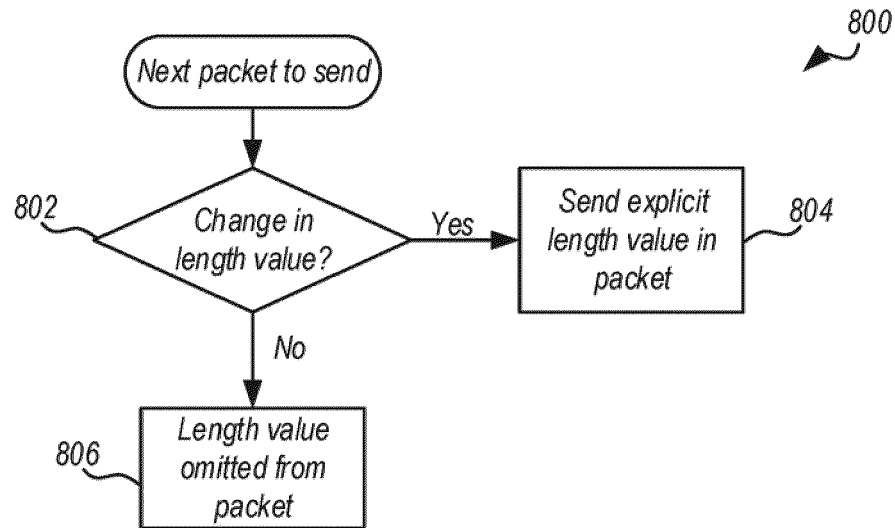 800
Next packet to send
802
Change in
length value?
Yes
Send explicit
length value in
packet
804
No
806
Length value
omitted from
packet